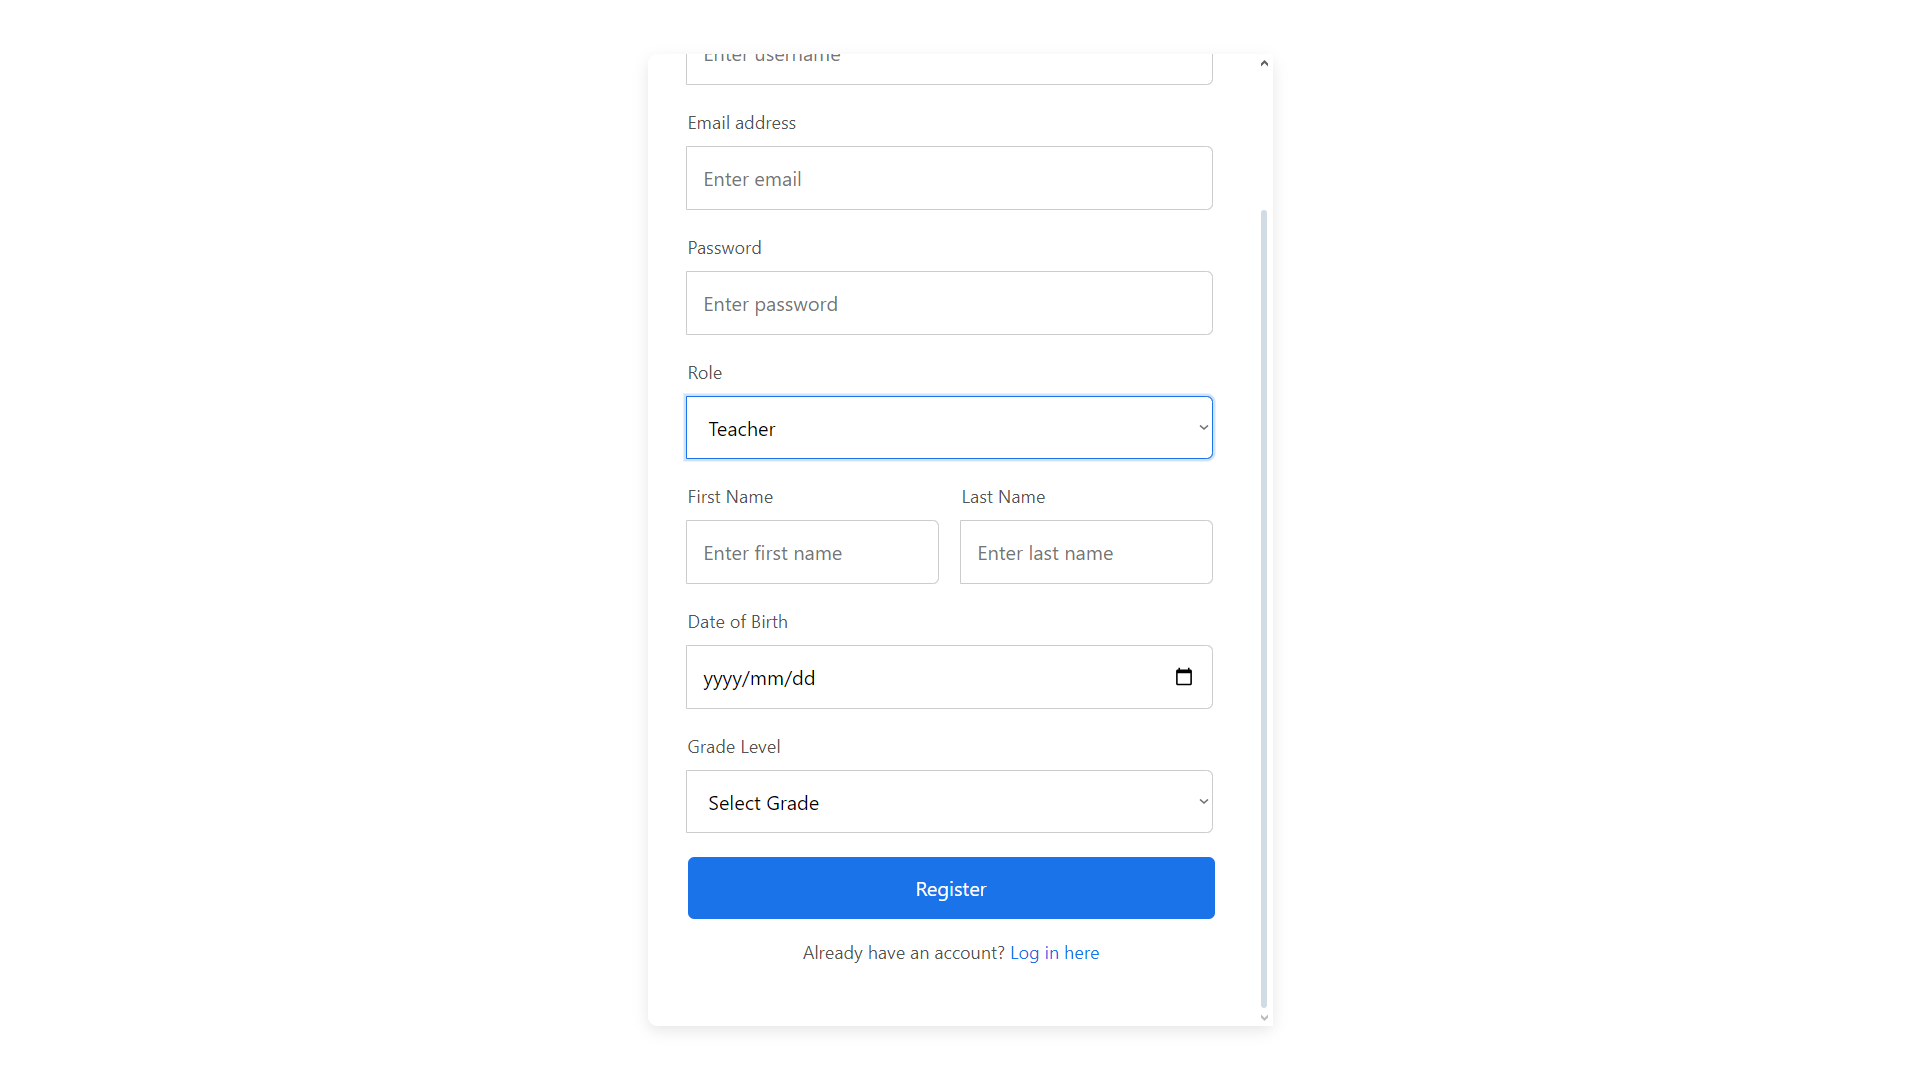 Enter username
Email address
Enter email
Password
Enter password
Role
Teacher
First Name Last Name
Enter first name Enter last name
Date of Birth
yyyy/mm/dd
Grade Level
Select Grade
Register
Already have an account? Log in here